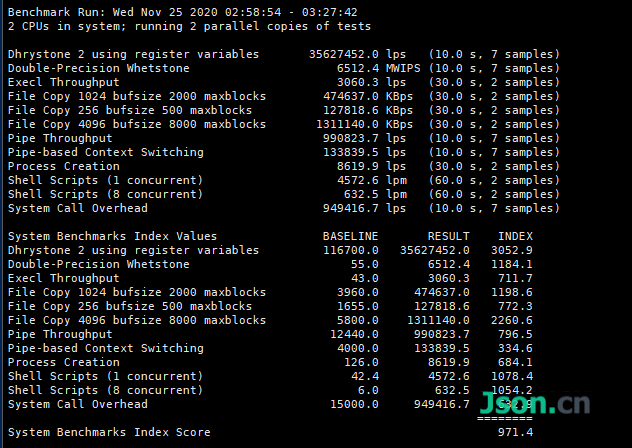 Benchmark Run: Wed Nov 25 2020 02:58:54 - 03:27:42
2 CPUs in system; running 2 parallel copies of tests
Dhrystone 2 using register variables 35627452.0 lps (10.0 s, 7 samples)
Double-Precision Whetstone 6512.4 MWIPS (10.0 s, 7 samples)
Execl Throughput 3060.3 lps (30.0 s, 2 samples)
File Copy 1024 bufsize 2000 maxblocks 474637.0 KBps (30.0 s, 2 samples)
File Copy 256 bufsize 500 maxblocks 127818.6 KBps (30.0 s, 2 samples)
File Copy 4096 bufsize 8000 maxblocks 1311140.0 KBps (30.0 s, 2 samples)
Pipe Throughput 990823.7 lps (10.0 s, 7 samples)
Pipe-based Context Switching 133839.5 lps (10.0 s, 7 samples)
Process Creation 8619.9 lps (30.0 s, 2 samples)
Shell Scripts (1 concurrent) 4572.6 lpm (60.0 s, 2 samples)
Shell Scripts (8 concurrent) 632.5 lpm (60.0 s, 2 samples)
System Call Overhead 949416.7 lps (10.0 s, 7 samples)
System Benchmarks Index Values BASELINE RESULT INDEX
Dhrystone 2 using register variables 116700.0 35627452.0 3052.9
Double-Precision Whetstone 55.0 6512.4 1184.1
Execl Throughput 43.0 3060.3 711.7
File Copy 1024 bufsize 2000 maxblocks 3960.0 474637.0 1198.6
File Copy 256 bufsize 500 maxblocks 1655.0 127818.6 772.3
File Copy 4096 bufsize 8000 maxblocks 5800.0 1311140.0 2260.6
Pipe Throughput 12440.0 990823.7 796.5
Pipe-based Context Switching 4000.0 133839.5 334.6
Process Creation 126.0 8619.9 684.1
Shell Scripts (1 concurrent) 42.4 4572.6 1078.4
Shell Scripts (8 concurrent) 6.0 632.5 1054.2
System Call Overhead 15000.0 949416.7
Json.cn
========
System Benchmarks Index Score 971.4